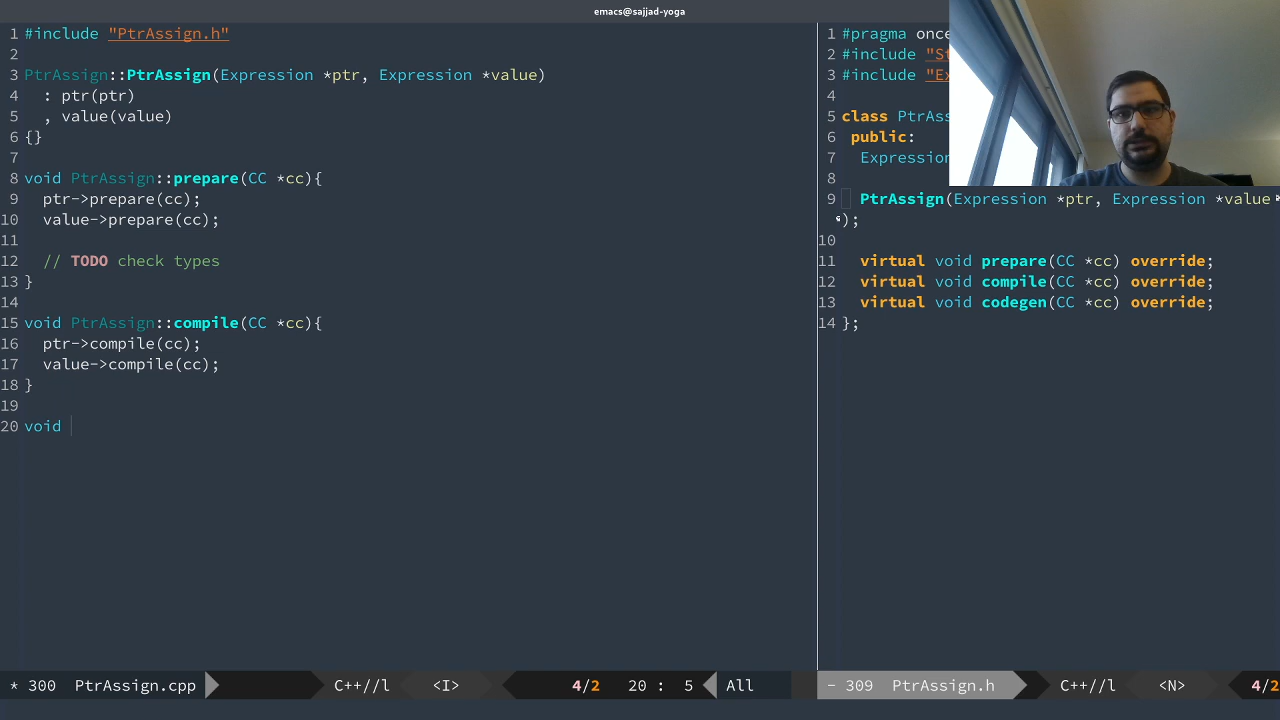 emacs@sajjad-yoga
1 #include "PtrAssign.h"
2
3 PtrAssign::PtrAssign(Expression *ptr, Expression *value)
4   : ptr(ptr)
5   , value(value)
6 {}
7
8 void PtrAssign::prepare(CC *cc){
9   ptr->prepare(cc);
10   value->prepare(cc);
11
12   // TODO check types
13 }
14
15 void PtrAssign::compile(CC *cc){
16   ptr->compile(cc);
17   value->compile(cc);
18 }
19
20 void
* 300 PtrAssign.cpp C++//l <I> 4/2 20 : 5 All
1 #pragma once
2 #include "St
3 #include "Ex
4
5 class PtrAss
6  public:
7   Expression
8
9   PtrAssign(Expression *ptr, Expression *value
);
10
11   virtual void prepare(CC *cc) override;
12   virtual void compile(CC *cc) override;
13   virtual void codegen(CC *cc) override;
14 };
- 309 PtrAssign.h C++//l <N> 4/2